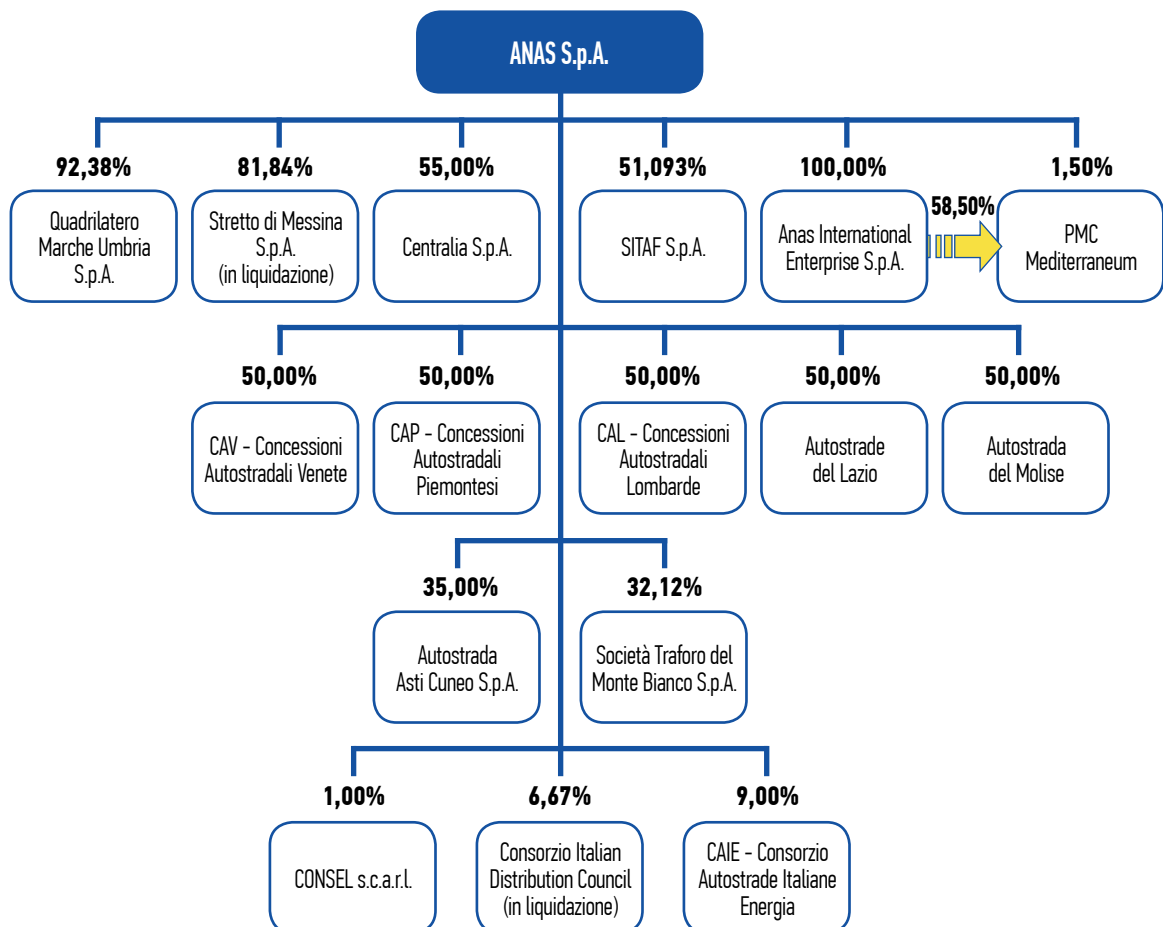 ANAS S.p.A.
92,38%
81,84%
55,00%
51,093%
100,00%
1,50%
58,50%
Quadrilatero
Marche Umbria
S.p.A.
Stretto di Messina
S.p.A.
(in liquidazione)
Centralia S.p.A.
SITAF S.p.A.
Anas International
Enterprise S.p.A.
PMC
Mediterraneum
50,00%
50,00%
50,00%
50,00%
50,00%
CAV - Concessioni
Autostradali Venete
CAP - Concessioni
Autostradali
Piemontesi
CAL - Concessioni
Autostradali
Lombarde
Autostrade
del Lazio
Autostrada
del Molise
35,00%
32,12%
Autostrada
Asti Cuneo S.p.A.
Società Traforo del
Monte Bianco S.p.A.
1,00%
6,67%
9,00%
CONSEL s.c.a.r.l.
Consorzio Italian
Distribution Council
(in liquidazione)
CAIE - Consorzio
Autostrade Italiane
Energia